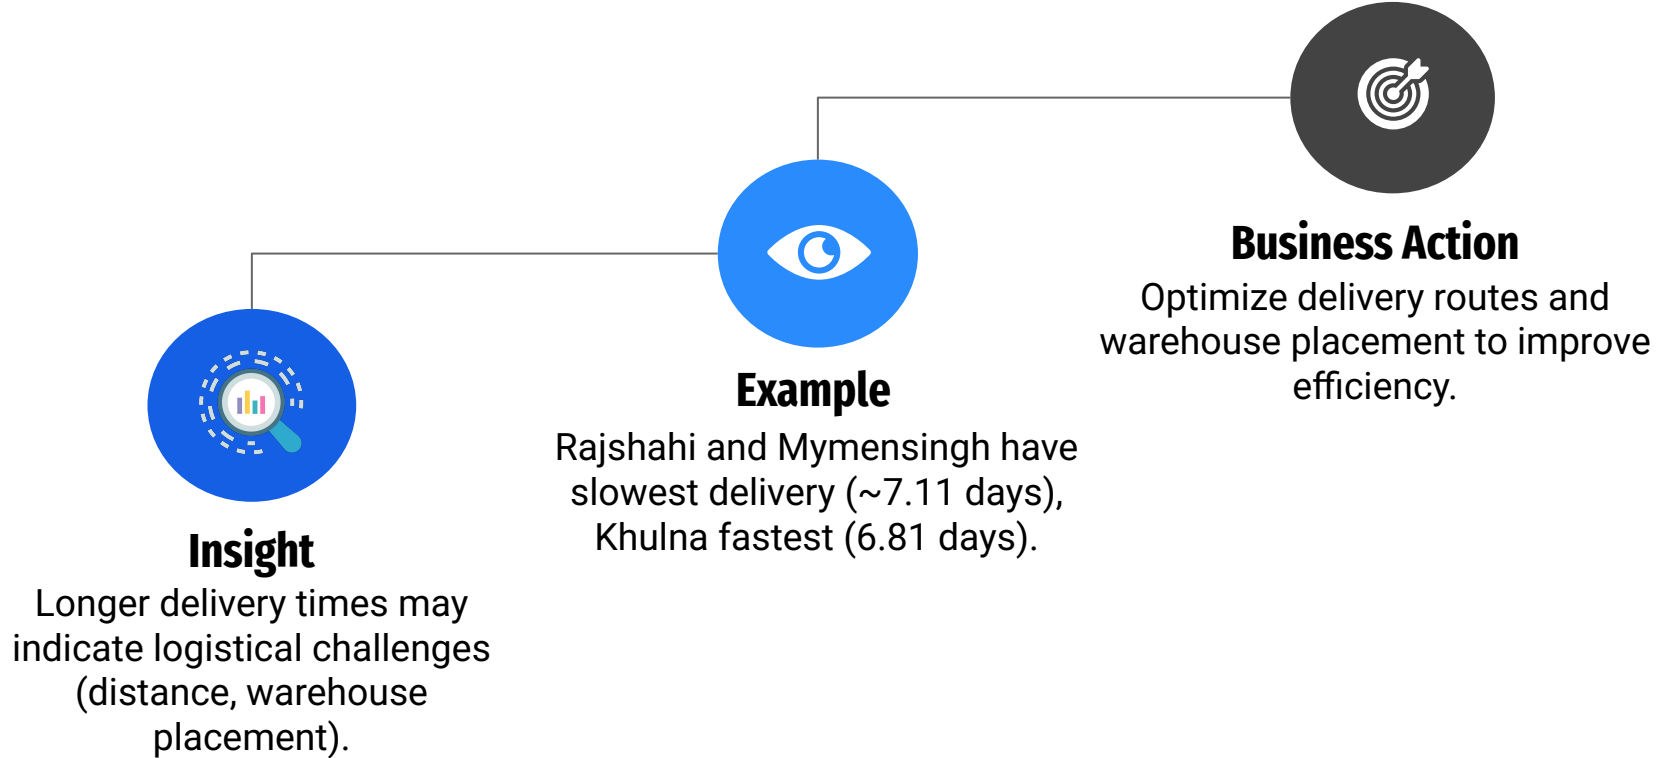 Insight
Longer delivery times may
indicate logistical challenges
(distance, warehouse
placement).
Example
Rajshahi and Mymensingh have
slowest delivery (~7.11 days),
Khulna fastest (6.81 days).
Business Action
Optimize delivery routes and
warehouse placement to improve
efficiency.